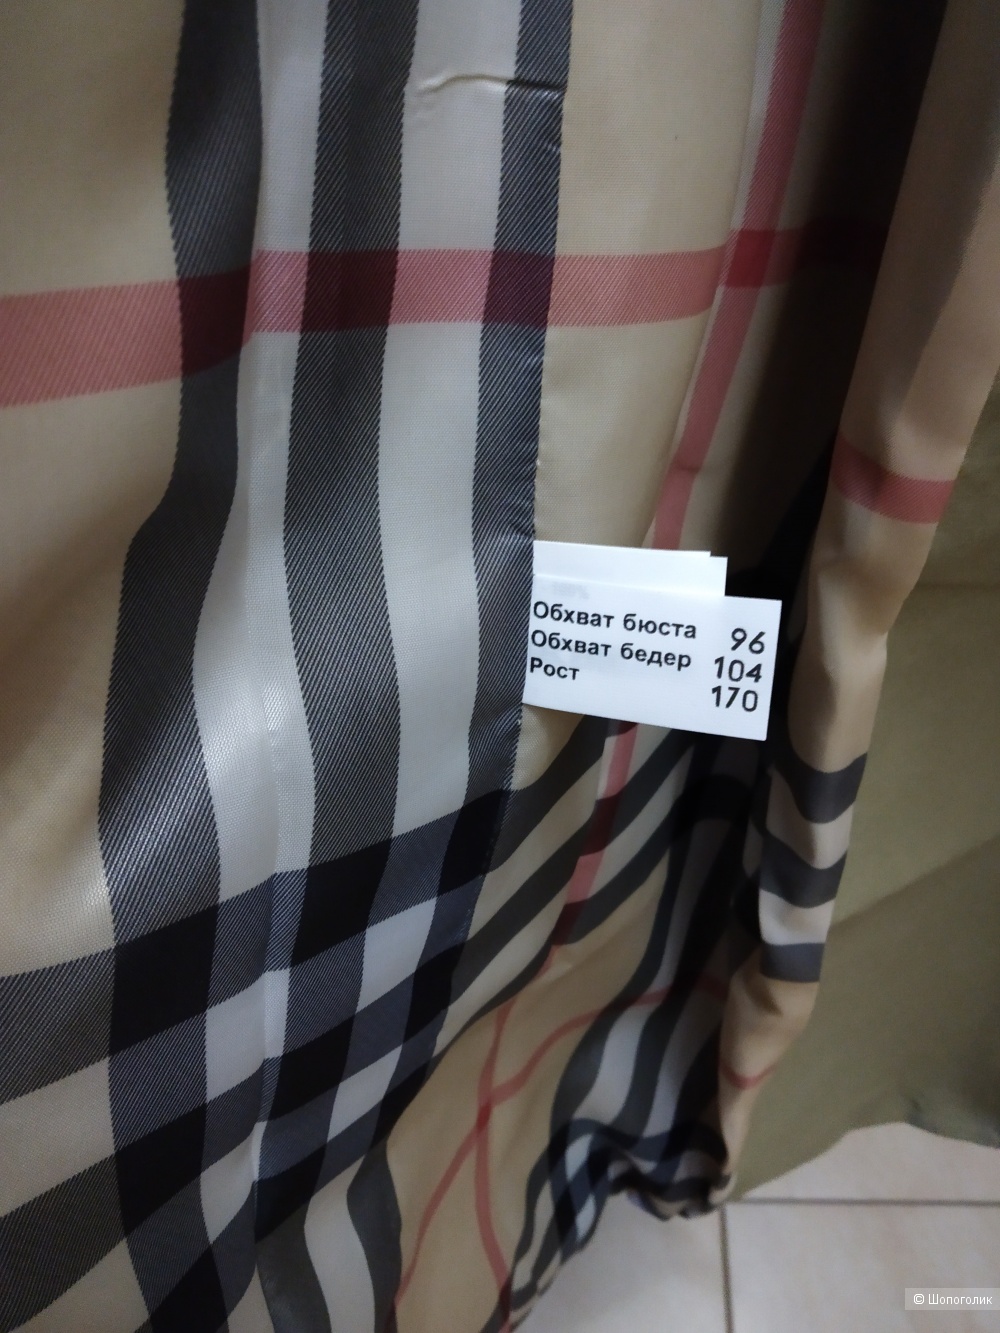 Обхват бюста 96
Обхват бедер 104
Рост 170
© Шопоголик